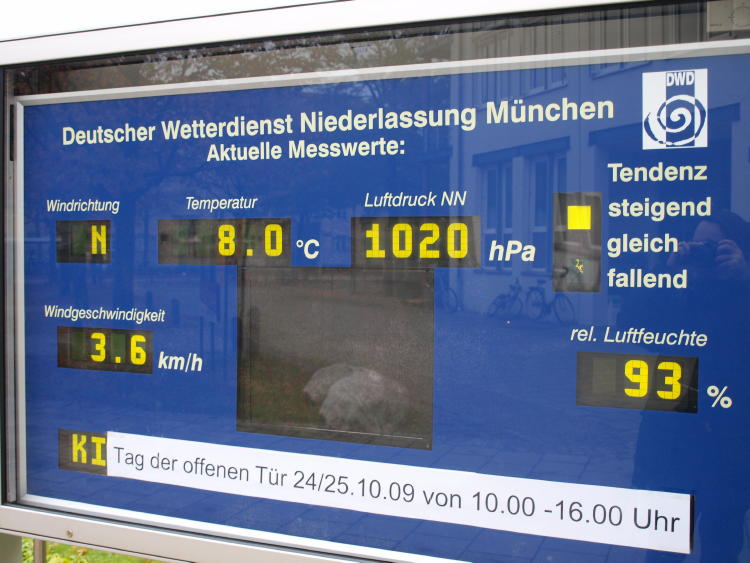 DWD
Deutscher Wetterdienst Niederlassung München
Aktuelle Messwerte:
Windrichtung
N
Temperatur
8.0 °C
Luftdruck NN
1020 hPa
Tendenz
steigend
gleich
fallend
Windgeschwindigkeit
3.6 km/h
rel. Luftfeuchte
93 %
KI
Tag der offenen Tür 24/25.10.09 von 10.00 -16.00 Uhr